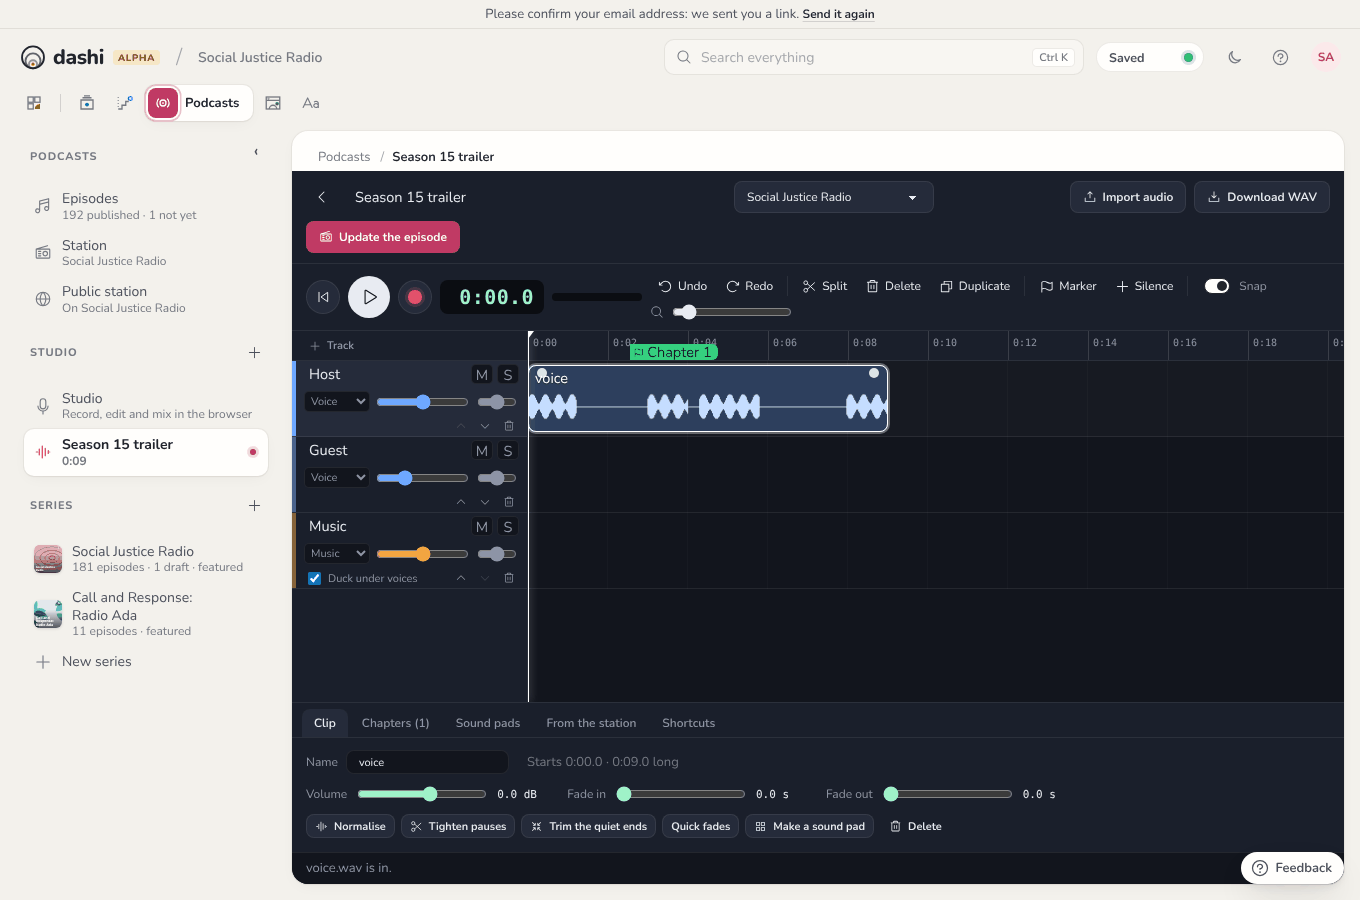 Please confirm your email address: we sent you a link. Send it again
dashi ALPHA / Social Justice Radio
Search everything Ctrl K
Saved
SA
Podcasts
Aa
PODCASTS
Episodes
192 published · 1 not yet
Station
Social Justice Radio
Public station
On Social Justice Radio
STUDIO
Studio
Record, edit and mix in the browser
Season 15 trailer
0:09
SERIES
Social Justice Radio
181 episodes · 1 draft · featured
Call and Response:
Radio Ada
11 episodes · featured
New series
Podcasts / Season 15 trailer
Season 15 trailer
Social Justice Radio
Import audio
Download WAV
Update the episode
0:00.0
Undo Redo Split Delete Duplicate Marker Silence Snap
Track
0:00 0:02 0:04 0:06 0:08 0:10 0:12 0:14 0:16 0:18 0:
Chapter 1
Host M S
Voice
voice
Guest M S
Voice
Music M S
Music
Duck under voices
Clip Chapters (1) Sound pads From the station Shortcuts
Name voice Starts 0:00.0 · 0:09.0 long
Volume 0.0 dB Fade in 0.0 s Fade out 0.0 s
Normalise Tighten pauses Trim the quiet ends Quick fades Make a sound pad Delete
voice.wav is in.
Feedback